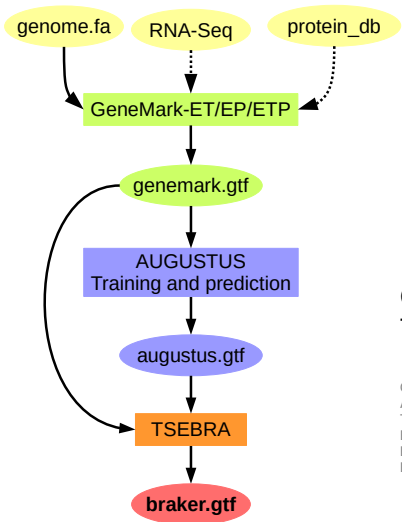 genome.fa
RNA-Seq
protein_db
GeneMark-ET/EP/ETP
genemark.gtf
AUGUSTUS
Training and prediction
augustus.gtf
TSEBRA
braker.gtf